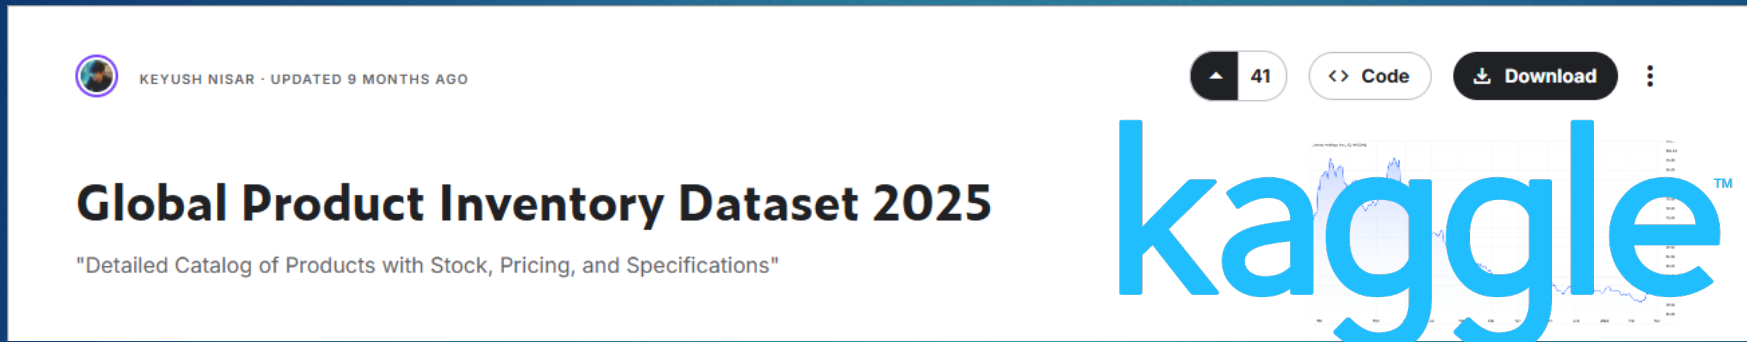 KEYUSH NISAR · UPDATED 9 MONTHS AGO
41
Code
Download
Global Product Inventory Dataset 2025
"Detailed Catalog of Products with Stock, Pricing, and Specifications"
kaggle™